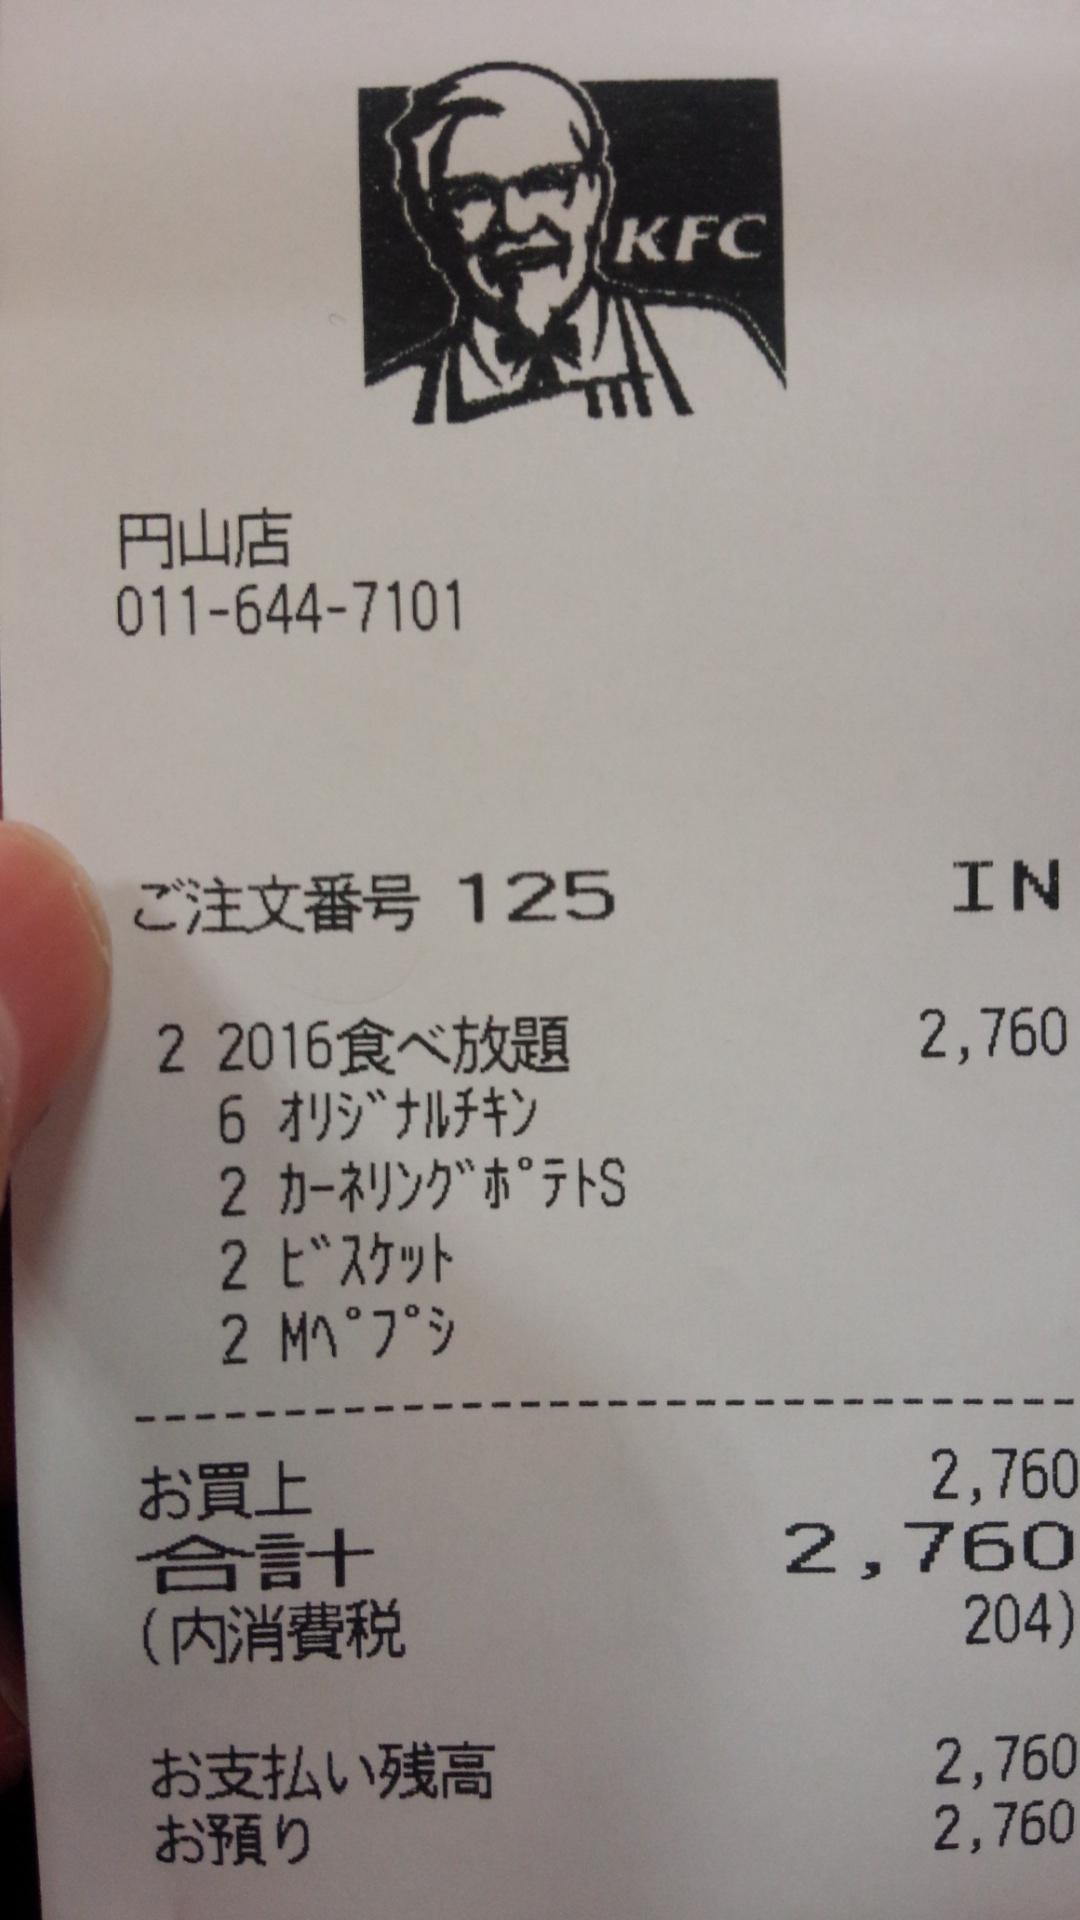 KFC
円山店
011-644-7101
ご注文番号 125 IN
2 2016食べ放題 2,760
6 ｵﾘｼﾞﾅﾙﾁｷﾝ
2 ｶｰﾈﾘﾝｸﾞﾎﾟﾃﾄS
2 ﾋﾞｽｹｯﾄ
2 Mﾍﾟﾌﾟｼ
お買上 2,760
合計 2,760
(内消費税 204)
お支払い残高 2,760
お預り 2,760